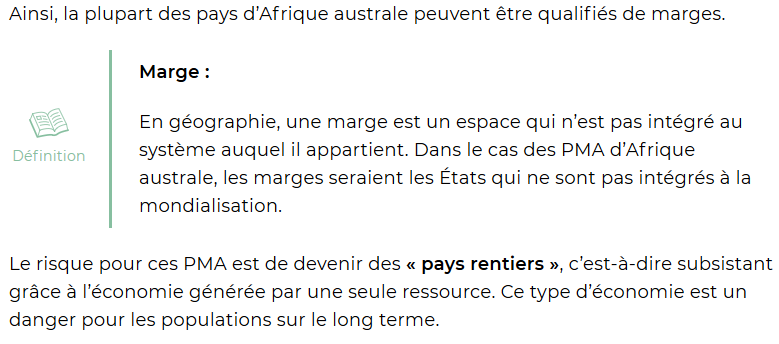 Ainsi, la plupart des pays d’Afrique australe peuvent être qualifiés de marges.
Marge :
En géographie, une marge est un espace qui n’est pas intégré au
système auquel il appartient. Dans le cas des PMA d’Afrique
australe, les marges seraient les États qui ne sont pas intégrés à la
mondialisation.
Définition
Le risque pour ces PMA est de devenir des « pays rentiers », c’est-à-dire subsistant
grâce à l’économie générée par une seule ressource. Ce type d’économie est un
danger pour les populations sur le long terme.